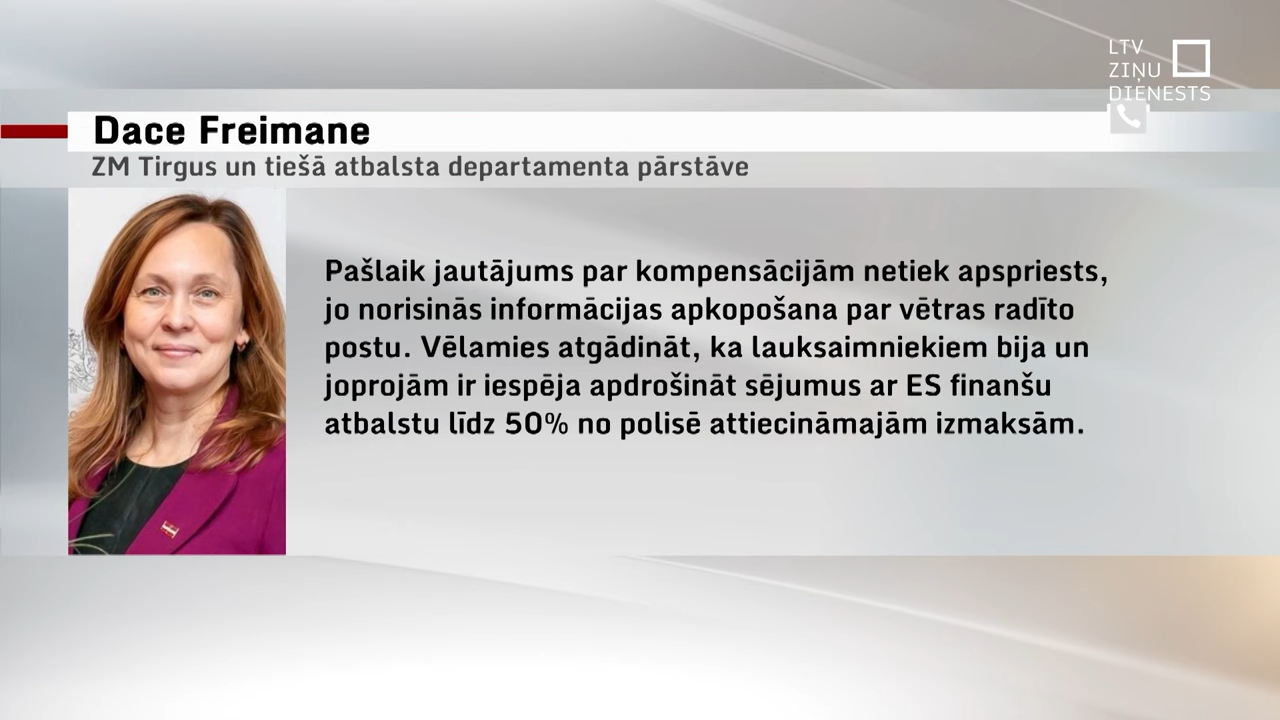 LTV
ZIŅU
DIENESTS
Dace Freimane
ZM Tirgus un tiešā atbalsta departamenta pārstāve
Pašlaik jautājums par kompensācijām netiek apspriests,
jo norisinās informācijas apkopošana par vētras radīto
postu. Vēlamies atgādināt, ka lauksaimniekiem bija un
joprojām ir iespēja apdrošināt sējumus ar ES finanšu
atbalstu līdz 50% no polisē attiecināmajām izmaksām.